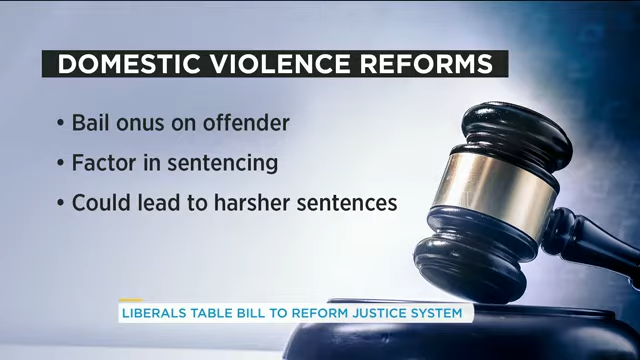 DOMESTIC VIOLENCE REFORMS
• Bail onus on offender
• Factor in sentencing
• Could lead to harsher sentences
LIBERALS TABLE BILL TO REFORM JUSTICE SYSTEM